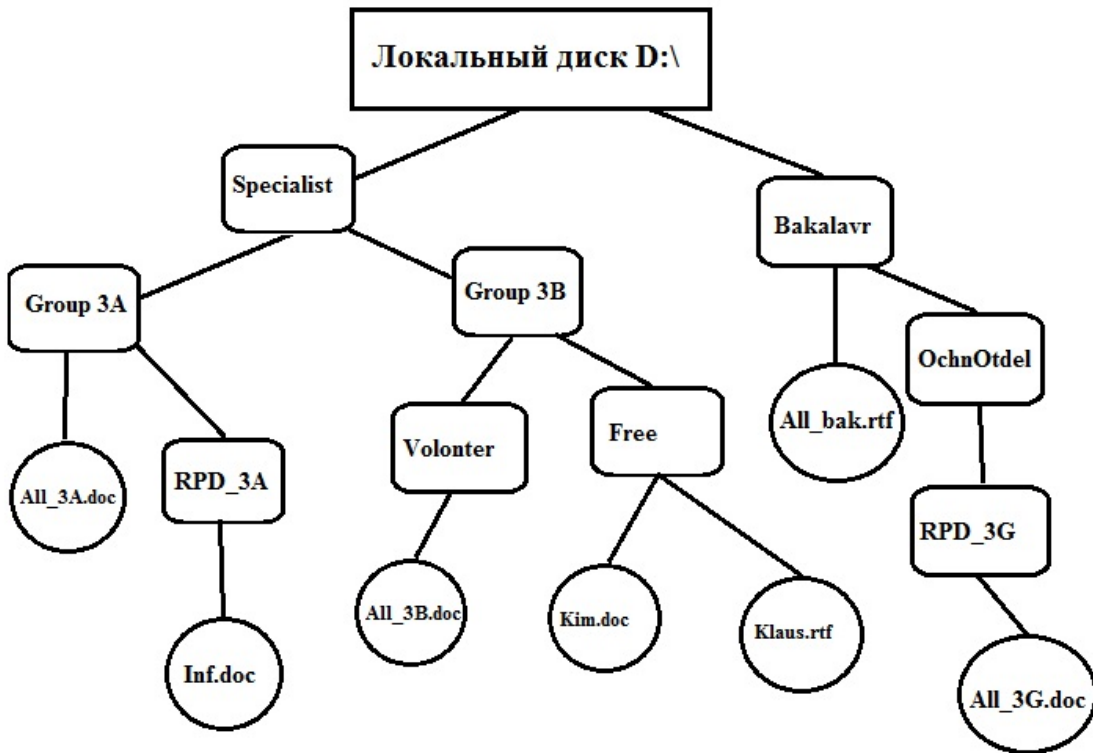 Локальный диск D:\
Specialist
Bakalavr
Group 3A
Group 3B
OchnOtdel
All_bak.rtf
Volonter
Free
RPD_3A
All_3A.doc
RPD_3G
All_3B.doc
Kim.doc
Klaus.rtf
Inf.doc
All_3G.doc